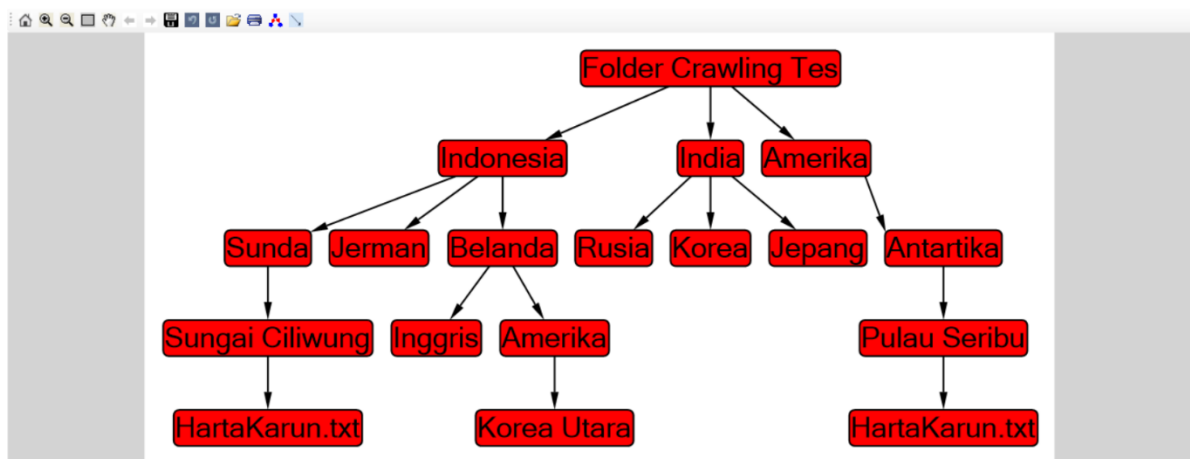 Folder Crawling Tes
Indonesia
India
Amerika
Sunda
Jerman
Belanda
Rusia
Korea
Jepang
Antartika
Sungai Ciliwung
Inggris
Amerika
Pulau Seribu
HartaKarun.txt
Korea Utara
HartaKarun.txt